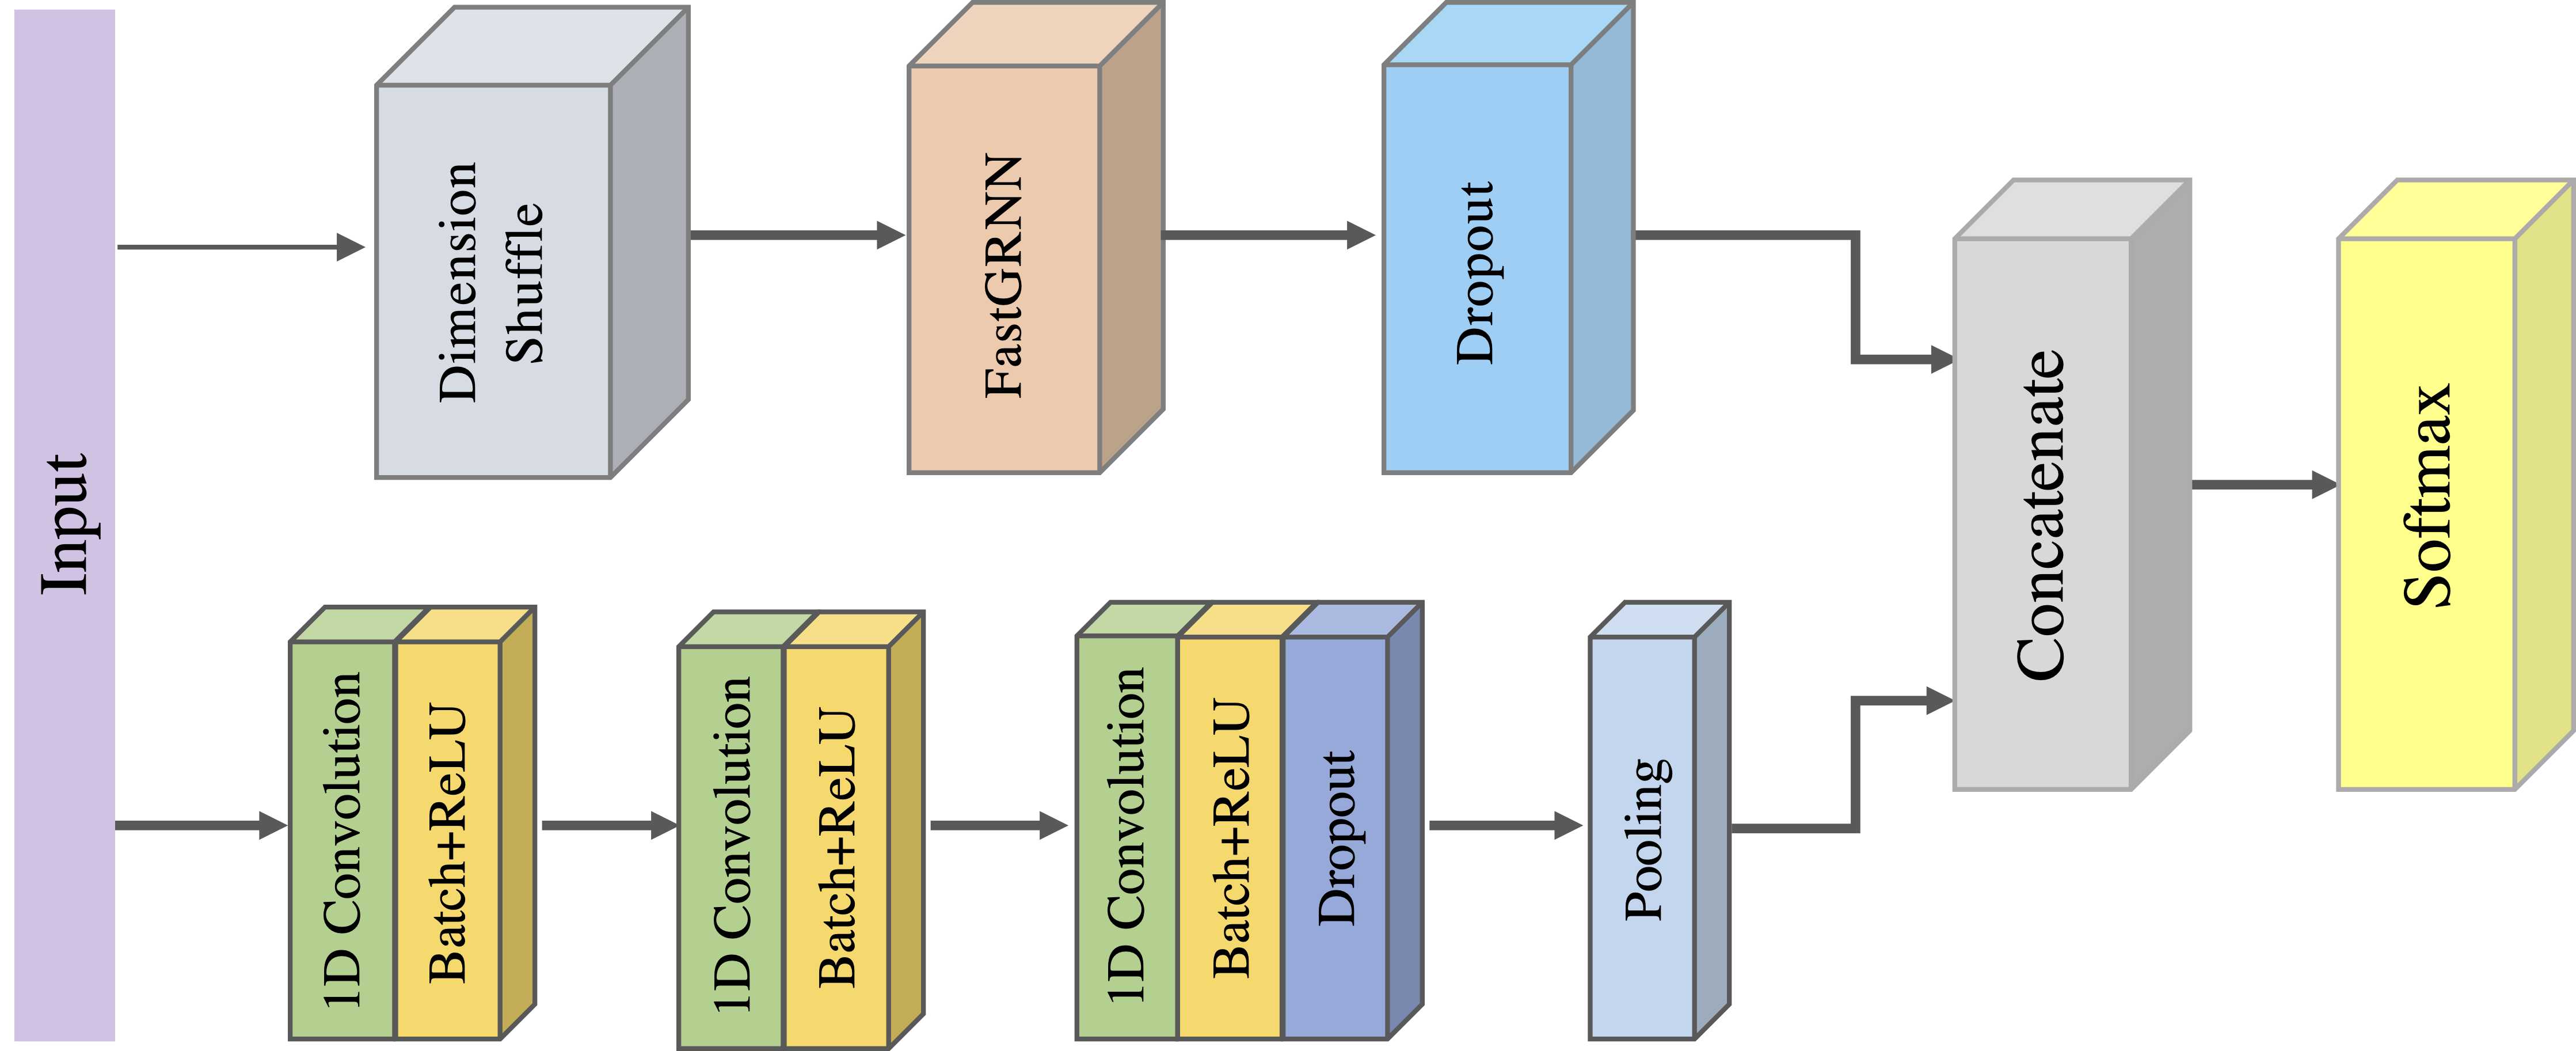 Input
Dimension
Shuffle
FastGRNN
Dropout
1D Convolution
Batch+ReLU
1D Convolution
Batch+ReLU
1D Convolution
Batch+ReLU
Dropout
Pooling
Concatenate
Softmax